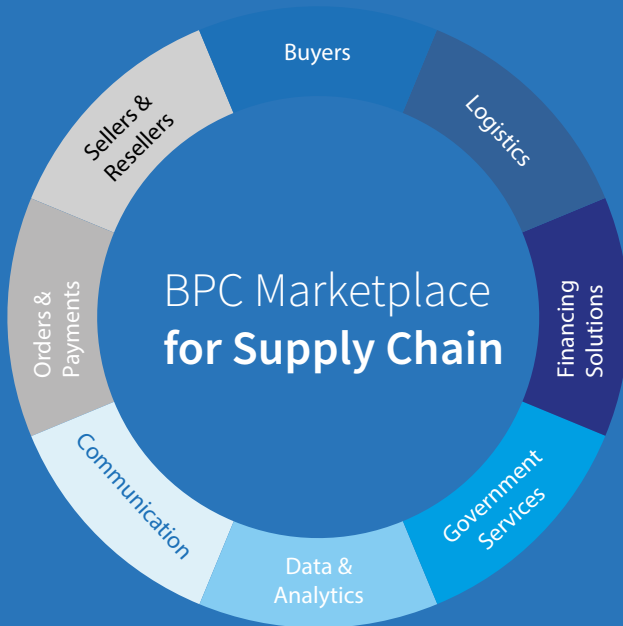 Buyers
Logistics
Financing
Solutions
Government
Services
Data &
Analytics
Communication
Orders &
Payments
Sellers &
Resellers
BPC Marketplace
for Supply Chain